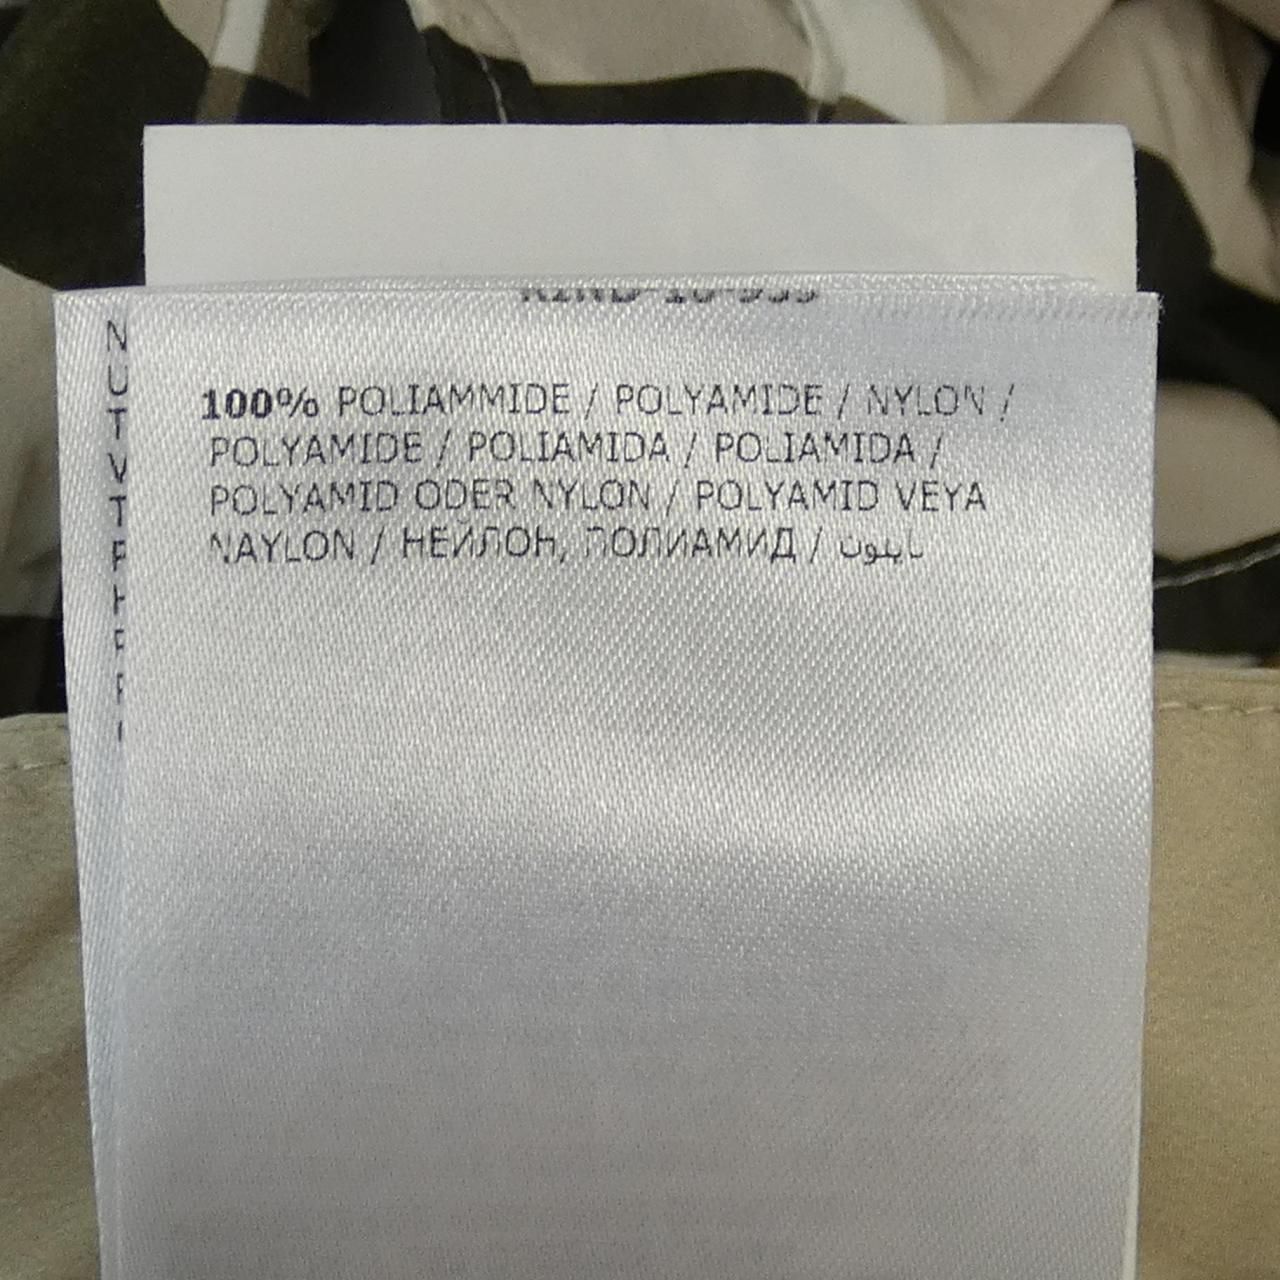 100% POLIAMMIDE / POLYAMIDE / NYLON /
POLYAMIDE / POLIAMIDA / POLIAMIDA /
POLYAMID ODER NYLON / POLYAMID VEYA
NAYLON / НЕЙЛОН, ПОЛИАМИД / نايلون